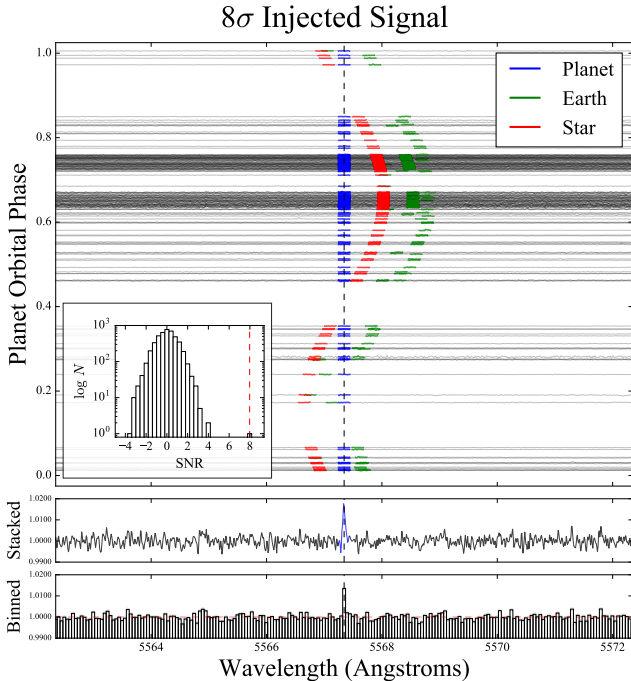 8σ Injected Signal
Planet Orbital Phase
1.0
0.8
0.6
0.4
0.2
0.0
Planet
Earth
Star
log N
10³
10²
10¹
10⁰
−4 −2 0 2 4 6 8
SNR
Stacked
1.0200
1.0100
1.0000
0.9900
Binned
1.0200
1.0100
1.0000
0.9900
5564 5566 5568 5570 5572
Wavelength (Angstroms)